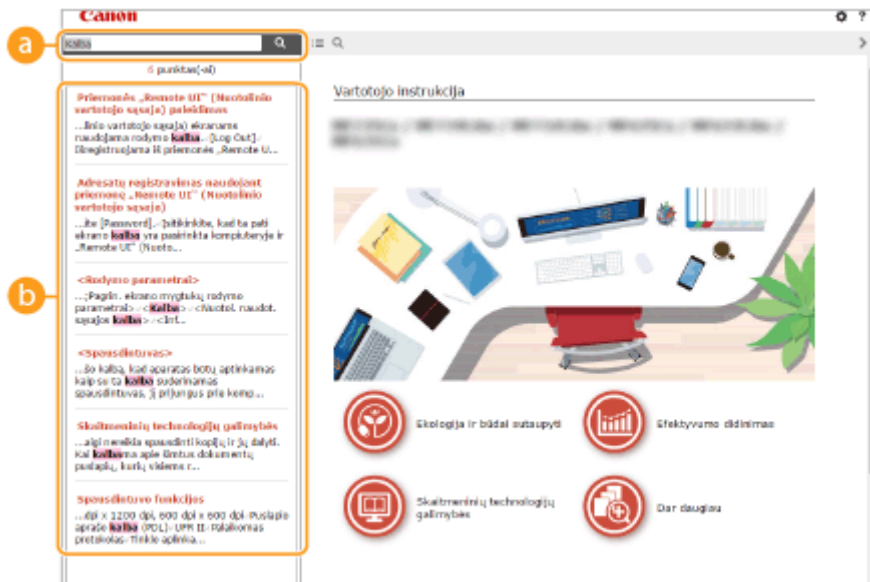 Canon
?
a
kalba
6 punktas(-ai)
b
Priemonės „Remote UI“ (Nuotolinio
vartotojo sąsaja) paleidimas
...linio vartotojo sąsaja) ekranams
naudojama rodymo kalba.-[Log Out]-
Išregistruojama iš priemonės „Remote U...
Adresatų registravimas naudojant
priemonę „Remote UI“ (Nuotolinio
vartotojo sąsaja)
...ite [Password].-Įsitikinkite, kad ta pati
ekrano kalba yra pasirinkta kompiuteryje ir
„Remote UI“ (Nuoto...
<Rodymo parametrai>
...;Pagrin. ekrano mygtukų rodymo
parametrai>-<Kalba>-<Nuotol. naudot.
sąsajos kalba>-<Int...
<Spausdintuvas>
...šo kalbą, kad aparatas būtų aptinkamas
kaip su ta kalba suderinamas
spausdintuvas, jį prijungus prie komp...
Skaitmeninių technologijų galimybės
...aigi nereikia spausdinti kopijų ir jų dalyti.
Kai kalbama apie šimtus dokumentų
puslapių, kurių visiems r...
Spausdintuvo funkcijos
...dpi x 1200 dpi, 600 dpi x 600 dpi-Puslapio
aprašo kalba (PDL)-UFR II-Palaikomas
protokolas-Tinklo aplinka...
Vartotojo instrukcija
Ekologija ir būdai sutaupyti
Efektyvumo didinimas
Skaitmeninių technologijų
galimybės
Dar daugiau